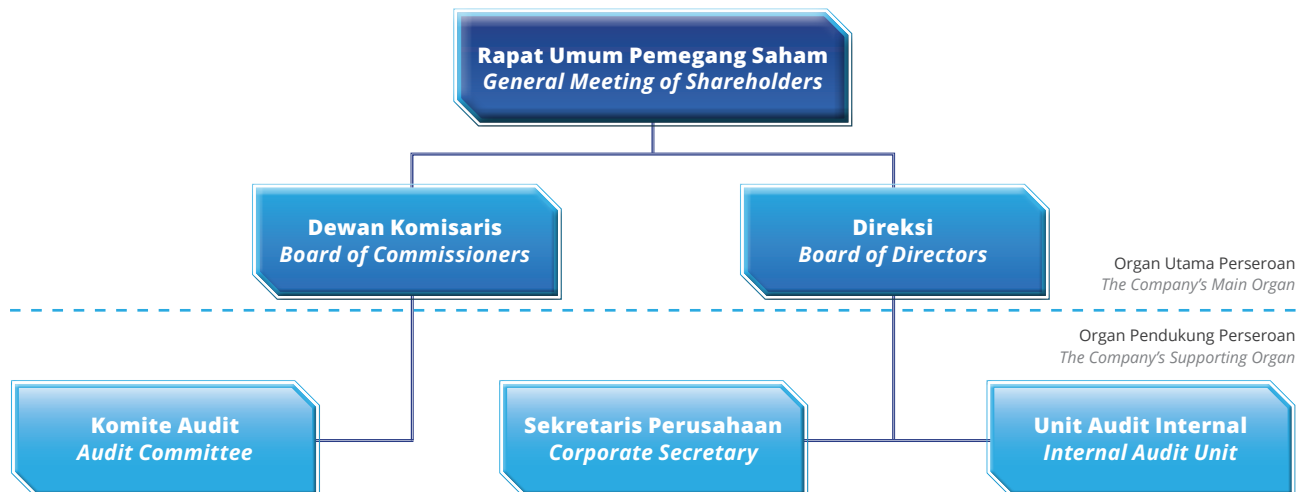 Rapat Umum Pemegang Saham
General Meeting of Shareholders
Dewan Komisaris
Board of Commissioners
Direksi
Board of Directors
Organ Utama Perseroan
The Company’s Main Organ
Organ Pendukung Perseroan
The Company’s Supporting Organ
Komite Audit
Audit Committee
Sekretaris Perusahaan
Corporate Secretary
Unit Audit Internal
Internal Audit Unit